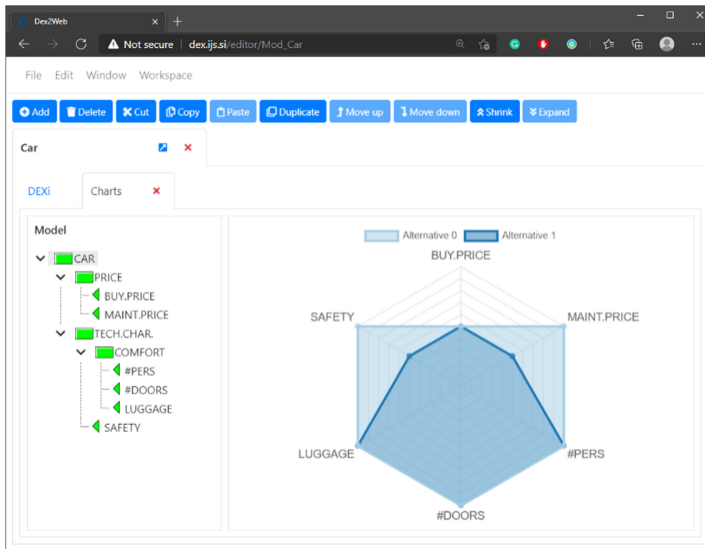 Dex2Web
Not secure | dex.ijs.si/editor/Mod_Car
File Edit Window Workspace
Add Delete Cut Copy Paste Duplicate Move up Move down Shrink Expand
Car
DEXi Charts
Model
CAR
PRICE
BUY.PRICE
MAINT.PRICE
TECH.CHAR.
COMFORT
#PERS
#DOORS
LUGGAGE
SAFETY
Alternative 0 Alternative 1
BUY.PRICE
SAFETY MAINT.PRICE
LUGGAGE #PERS
#DOORS